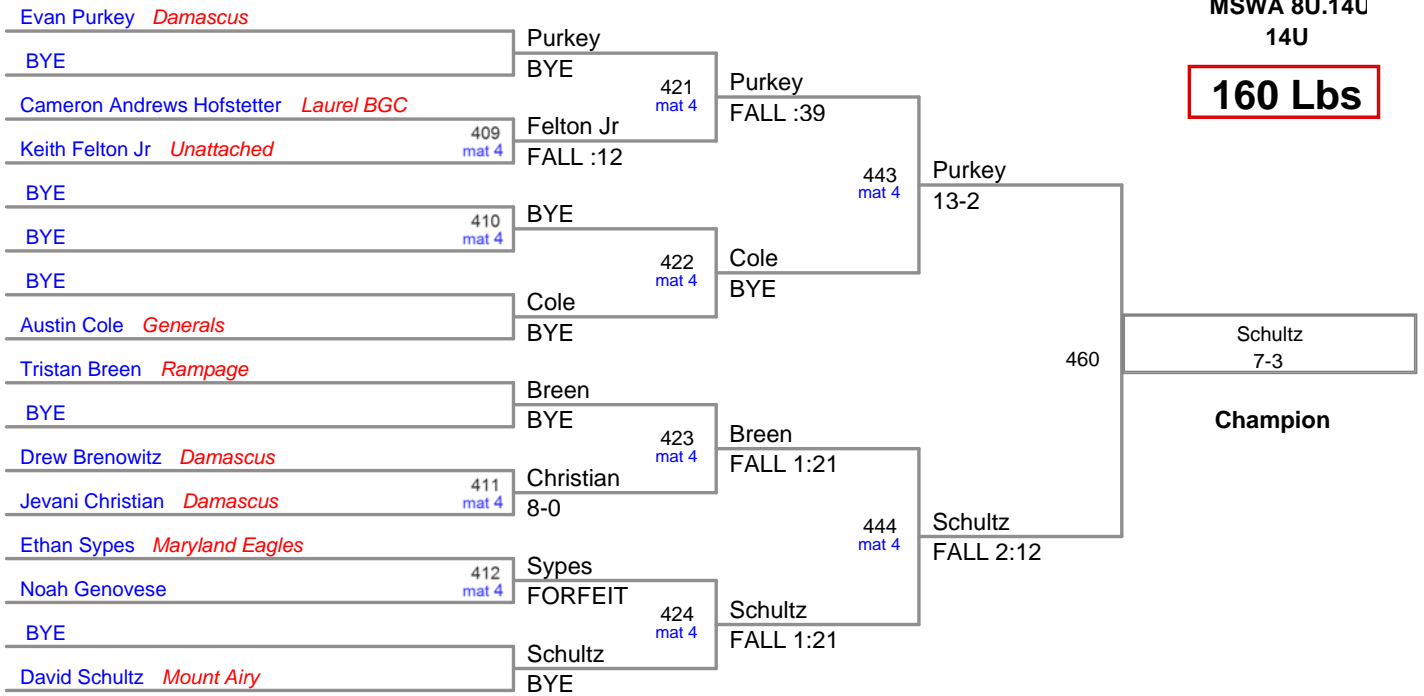 MSWA 8U.14U
14U
160 Lbs
Evan Purkey Damascus
BYE
Cameron Andrews Hofstetter Laurel BGC
Keith Felton Jr Unattached
BYE
BYE
BYE
Austin Cole Generals
Tristan Breen Rampage
BYE
Drew Brenowitz Damascus
Jevani Christian Damascus
Ethan Sypes Maryland Eagles
Noah Genovese
BYE
David Schultz Mount Airy
409
mat 4
410
mat 4
411
mat 4
412
mat 4
Purkey
BYE
Felton Jr
FALL :12
BYE
Cole
BYE
Breen
BYE
Christian
8-0
Sypes
FORFEIT
Schultz
BYE
421
mat 4
422
mat 4
423
mat 4
424
mat 4
Purkey
FALL :39
Cole
BYE
Breen
FALL 1:21
Schultz
FALL 1:21
443
mat 4
444
mat 4
Purkey
13-2
Schultz
FALL 2:12
460
Schultz
7-3
Champion